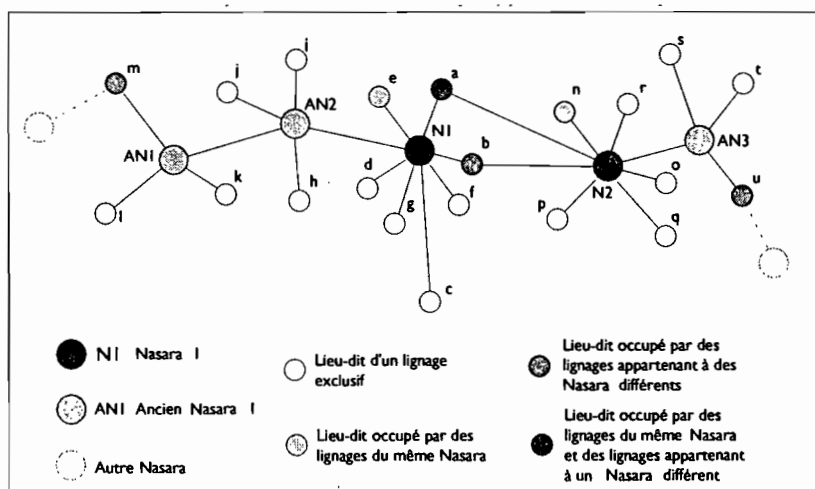 s
i
m
j
e
a
n
r
t
AN2
N1
b
AN1
AN3
d
k
h
g
f
o
u
l
p
N2
q
c
N1 Nasara 1
Lieu-dit d'un lignage
exclusif
Lieu-dit occupé par des
lignages appartenant à des
Nasara différents
AN1 Ancien Nasara 1
Lieu-dit occupé par des
lignages du même Nasara
Lieu-dit occupé par des
lignages du même Nasara
et des lignages appartenant
à un Nasara différent
Autre Nasara